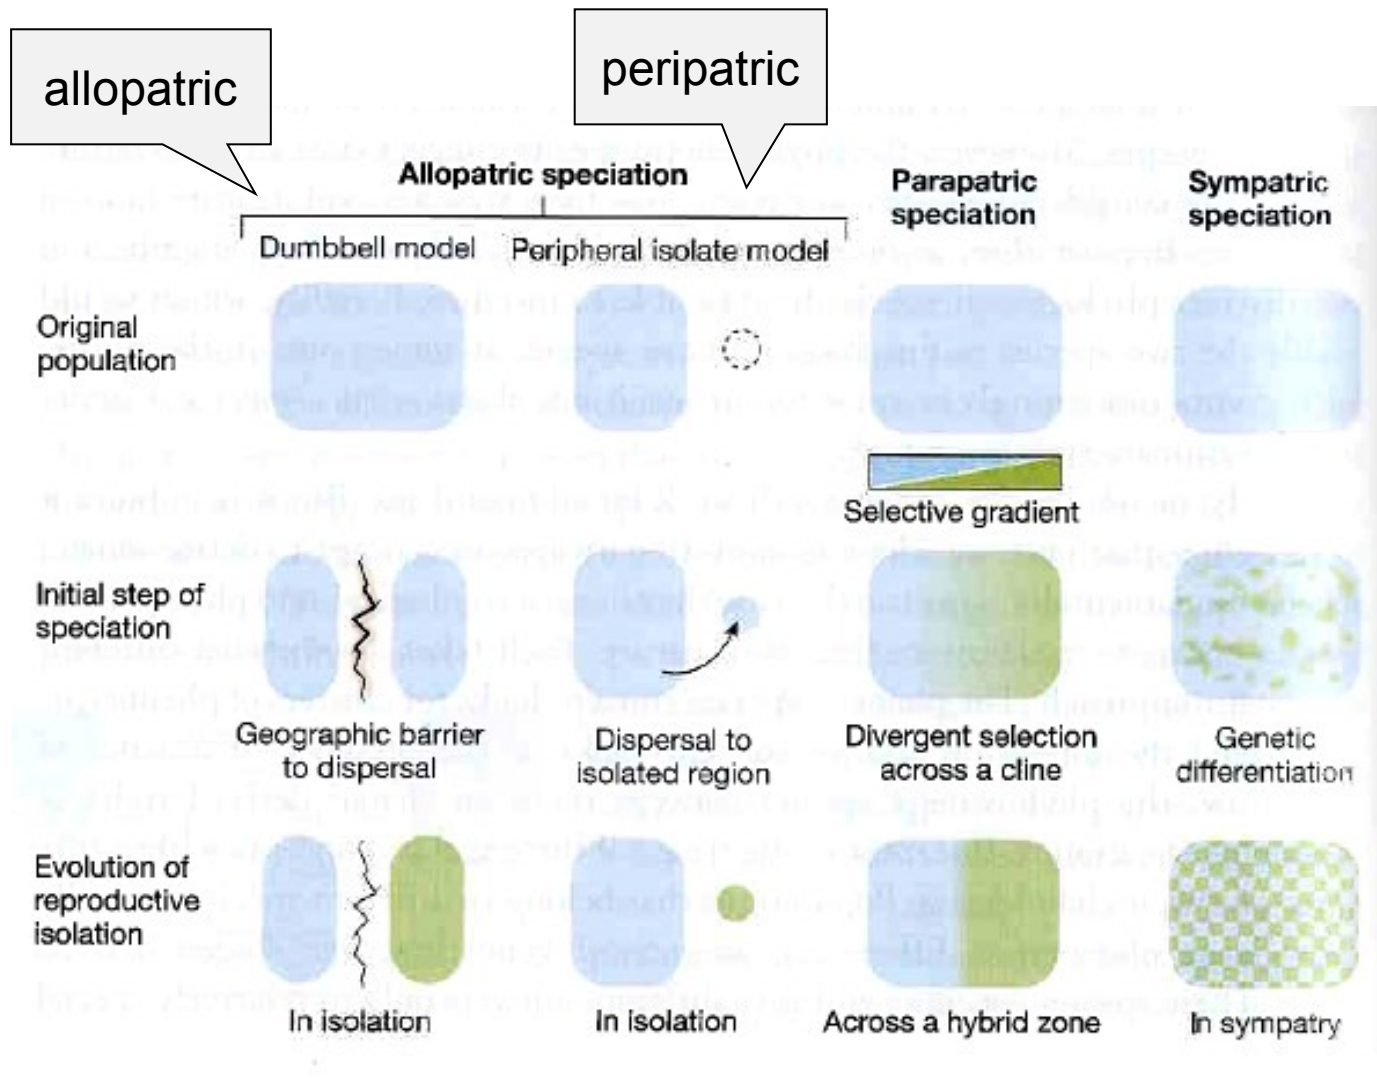 allopatric
peripatric
Allopatric speciation
Dumbbell model
Peripheral isolate model
Parapatric
speciation
Sympatric
speciation
Original
population
Selective gradient
Initial step of
speciation
Geographic barrier
to dispersal
Dispersal to
isolated region
Divergent selection
across a cline
Genetic
differentiation
Evolution of
reproductive
isolation
In isolation
In isolation
Across a hybrid zone
In sympatry